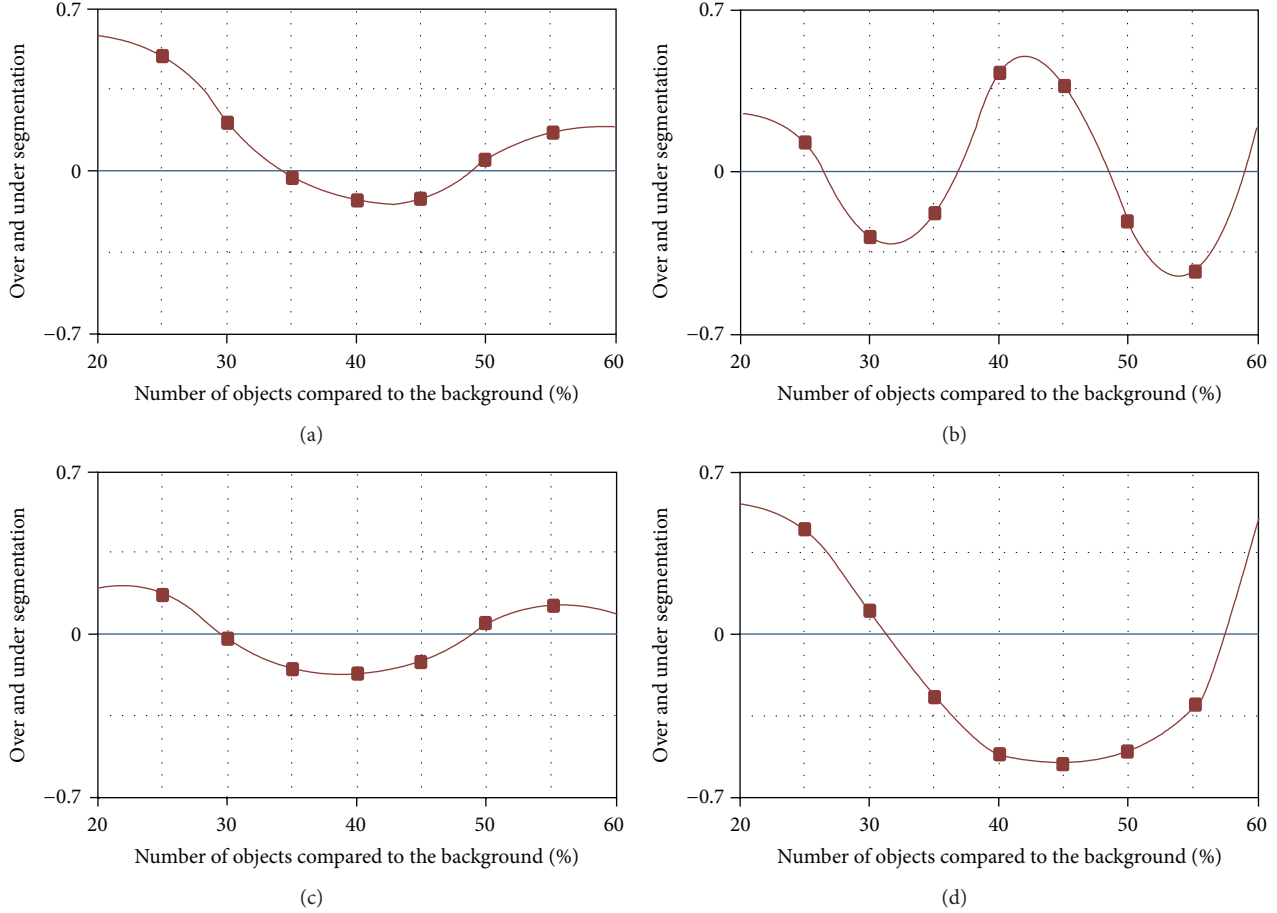 0.7
Over and under segmentation
0
−0.7
20 30 40 50 60
Number of objects compared to the background (%)
(a)
0.7
Over and under segmentation
0
−0.7
20 30 40 50 60
Number of objects compared to the background (%)
(b)
0.7
Over and under segmentation
0
−0.7
20 30 40 50 60
Number of objects compared to the background (%)
(c)
0.7
Over and under segmentation
0
−0.7
20 30 40 50 60
Number of objects compared to the background (%)
(d)